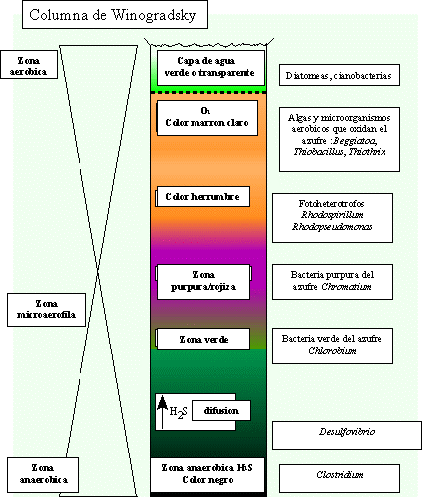 Columna de Winogradsky
Zona
aeróbica
Capa de agua
verde o transparente
Diatomeas, cianobacterias
O₂
Color marron claro
Algas y microorganismos
aerobicos que oxidan el
azufre :Beggiatoa,
Thiobacillus, Thiothrix
Color herrumbre
Fotoheterotrofos
Rhodospirillum
Rhodopseudomonas
Zona
purpura/rojiza
Bacteria purpura del
azufre Chromatium
Zona
microaerofila
Zona verde
Bacteria verde del azufre
Chlorobium
H₂S difusion
Desulfovibrio
Zona
anaerobica
Zona anaeróbica H₂S
Color negro
Clostridium